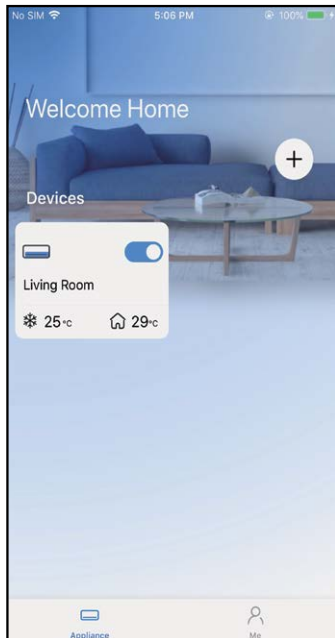 No SIM 5:06 PM 100%
Welcome Home
+
Devices
Living Room
25°C 29°C
Appliance Me